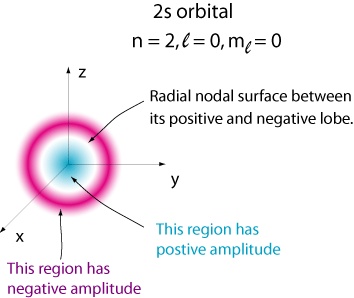 2s orbital
n = 2, ℓ = 0, mℓ = 0
z
Radial nodal surface between
its positive and negative lobe.
y
x
This region has
postive amplitude
This region has
negative amplitude